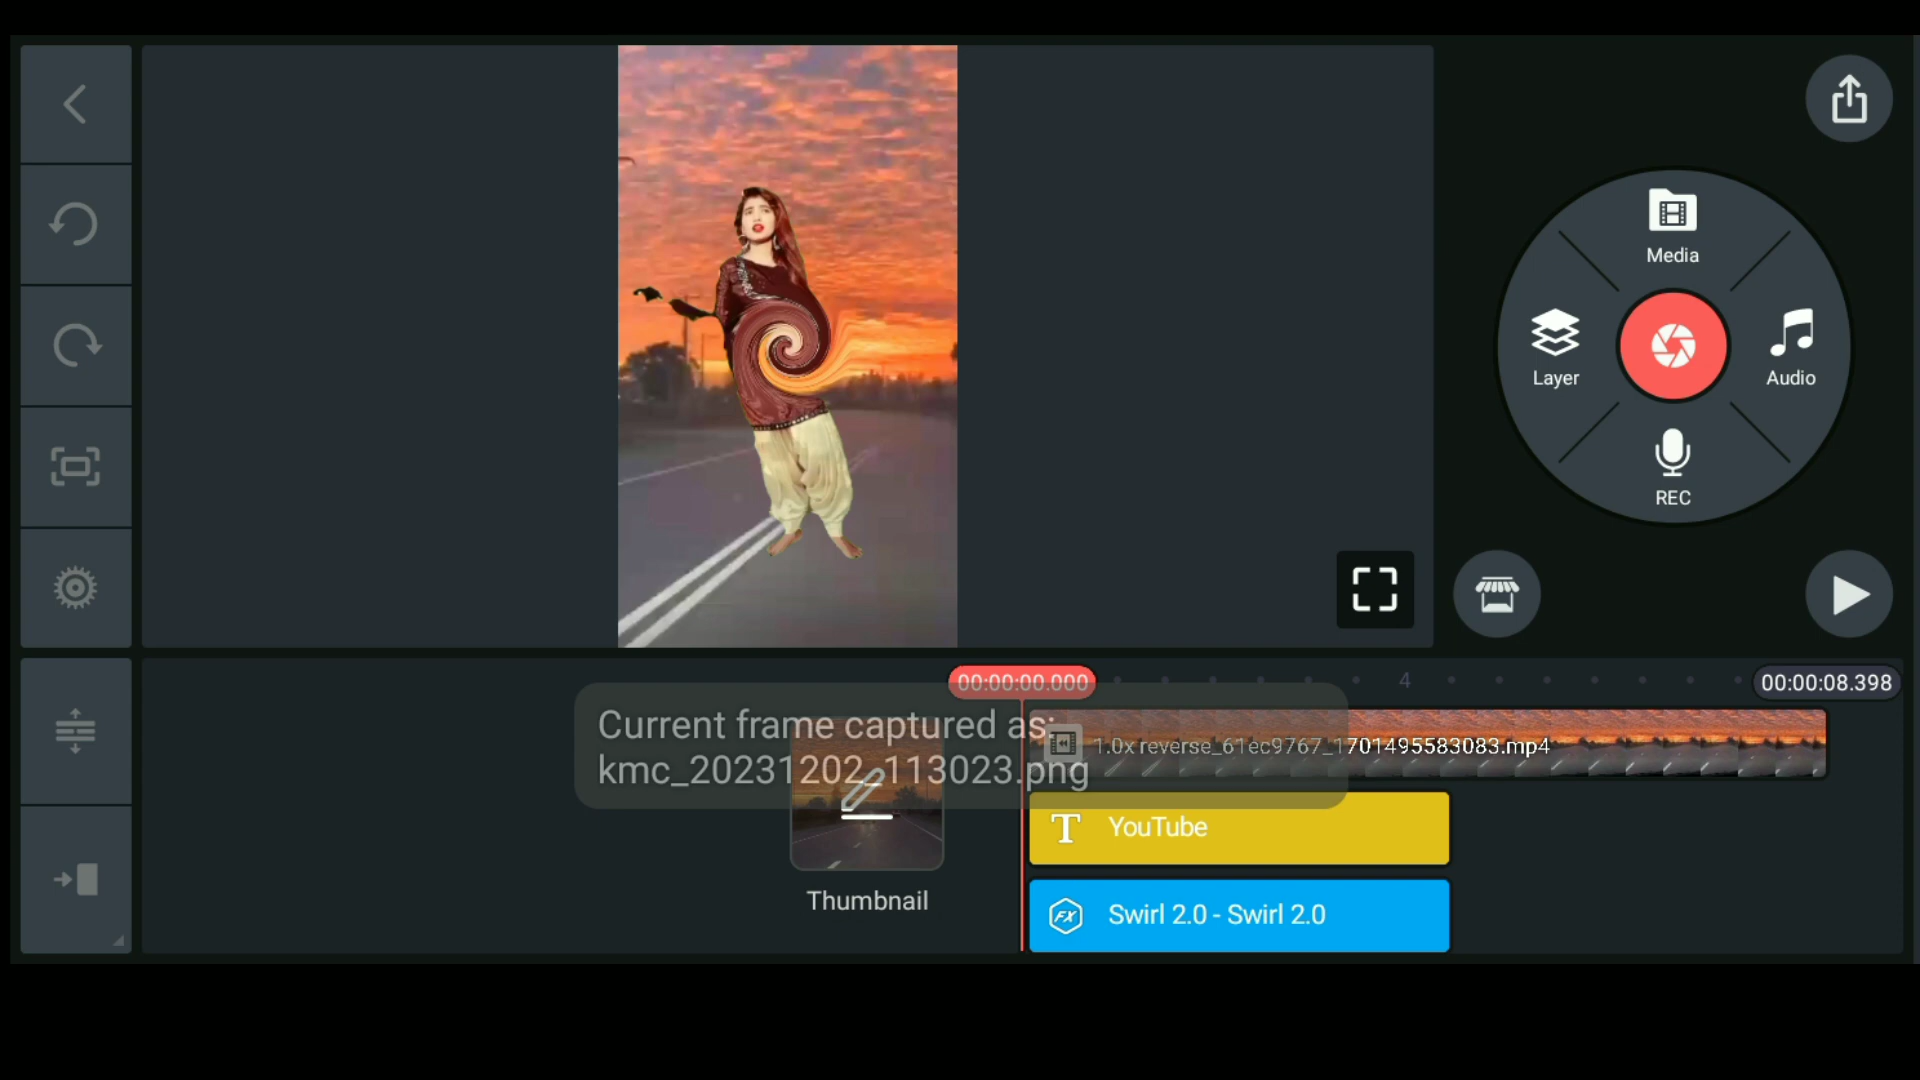 Media
Layer
Audio
REC
00:00:00.000
4
00:00:08.398
Current frame captured as:
kmc_20231202_113023.png
1.0x reverse_61ec9767_1701495583083.mp4
T YouTube
Thumbnail
FX Swirl 2.0 - Swirl 2.0